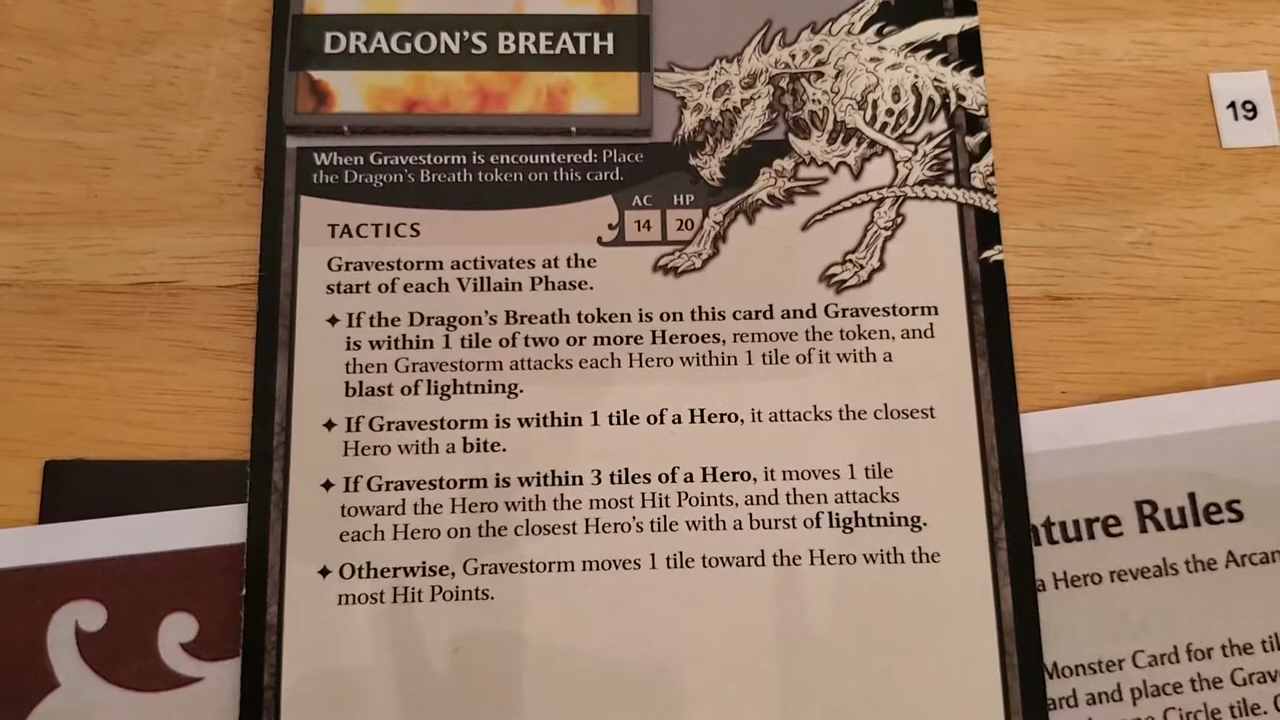 DRAGON'S BREATH
19
When Gravestorm is encountered: Place
the Dragon's Breath token on this card.
AC HP
14 20
TACTICS
Gravestorm activates at the
start of each Villain Phase.
If the Dragon's Breath token is on this card and Gravestorm
is within 1 tile of two or more Heroes, remove the token, and
then Gravestorm attacks each Hero within 1 tile of it with a
blast of lightning.
If Gravestorm is within 1 tile of a Hero, it attacks the closest
Hero with a bite.
If Gravestorm is within 3 tiles of a Hero, it moves 1 tile
toward the Hero with the most Hit Points, and then attacks
each Hero on the closest Hero's tile with a burst of lightning.
Otherwise, Gravestorm moves 1 tile toward the Hero with the
most Hit Points.
Rules
a Hero reveals the
Monster Card for the
and place the
Circle tile.